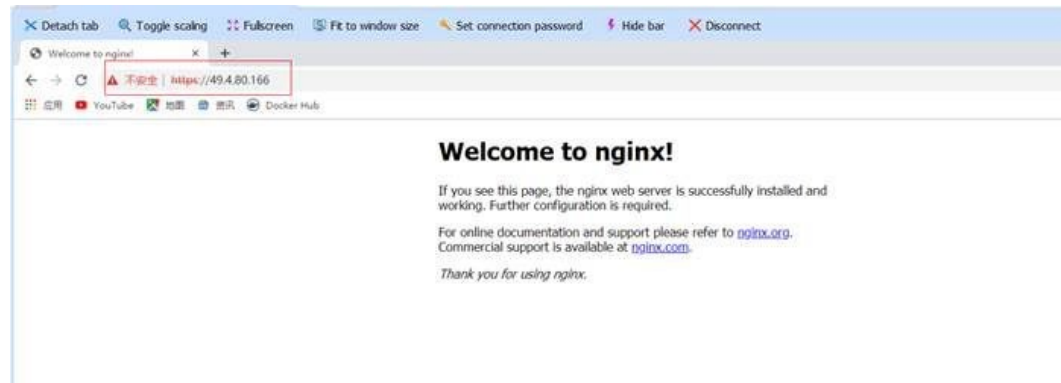 Detach tab Toggle scaling Fullscreen Fit to window size Set connection password Hide bar Disconnect
Welcome to nginx! × +
不安全 | https://49.4.80.166
应用 YouTube 地图 资讯 Docker Hub
Welcome to nginx!
If you see this page, the nginx web server is successfully installed and
working. Further configuration is required.
For online documentation and support please refer to nginx.org.
Commercial support is available at nginx.com.
Thank you for using nginx.